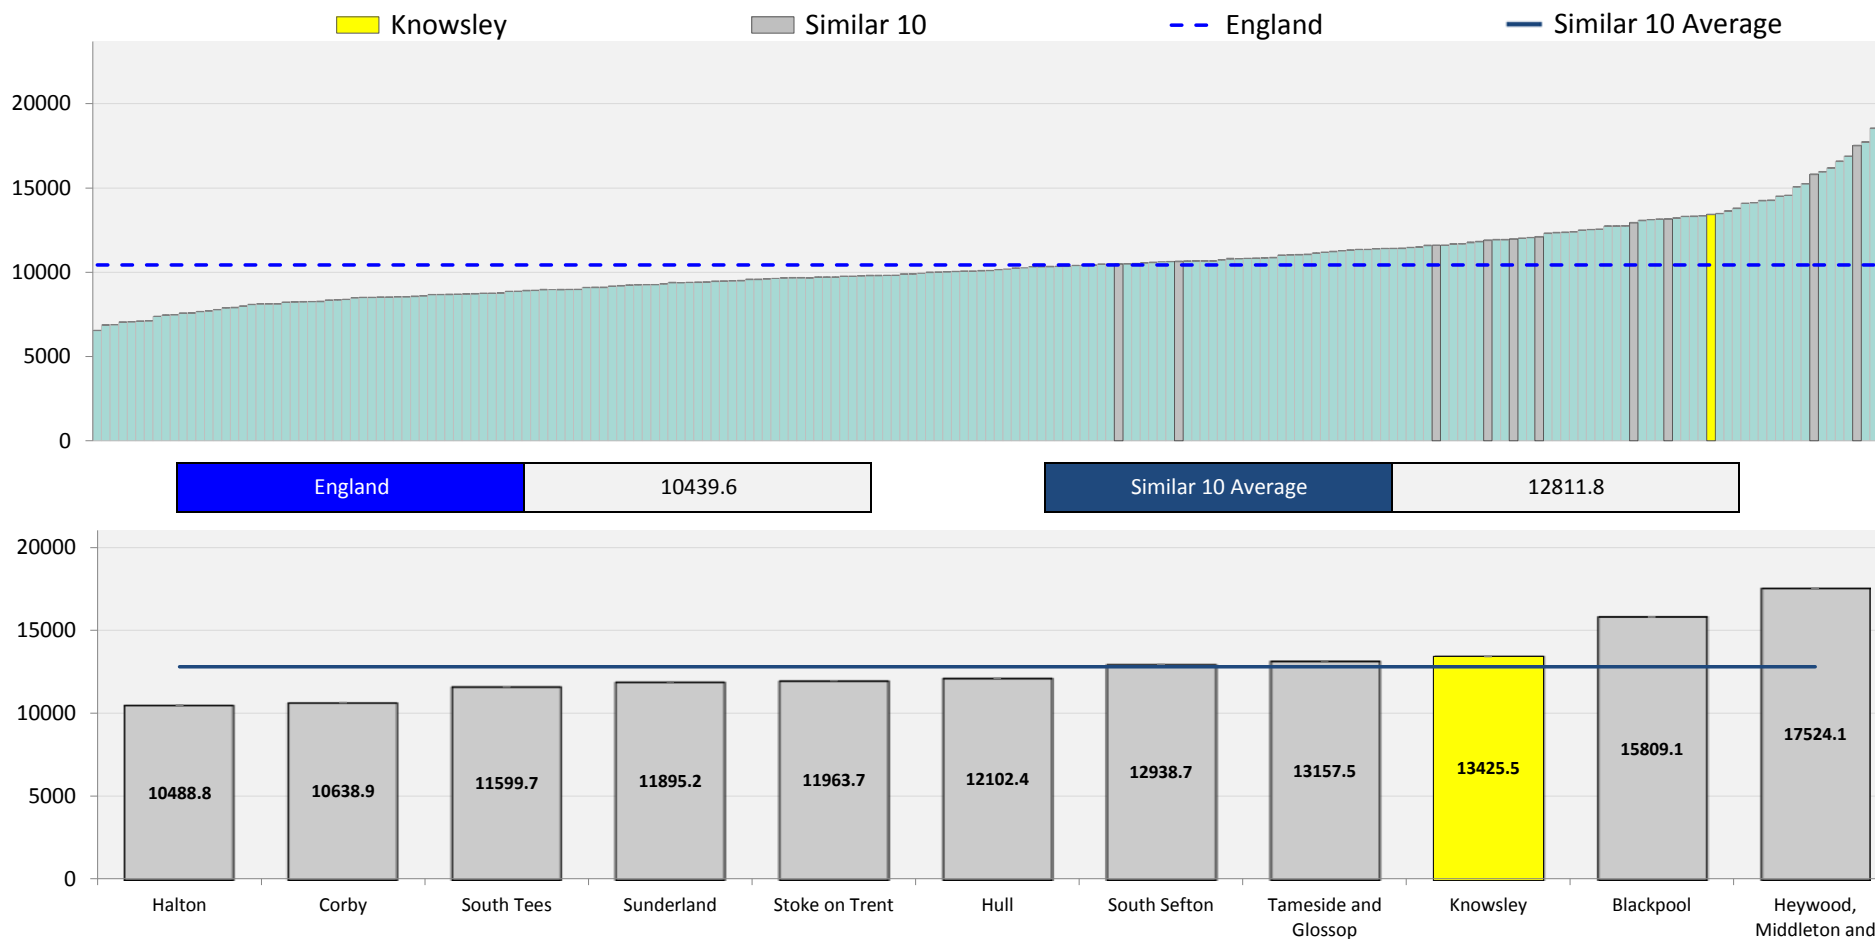 Knowsley Similar 10 England Similar 10 Average
20000
15000
10000
5000
0
England 10439.6 Similar 10 Average 12811.8
20000
15000
10000
5000
0
10488.8 10638.9 11599.7 11895.2 11963.7 12102.4 12938.7 13157.5 13425.5 15809.1 17524.1
Halton Corby South Tees Sunderland Stoke on Trent Hull South Sefton Tameside and Knowsley Blackpool Heywood,
Glossop Middleton and